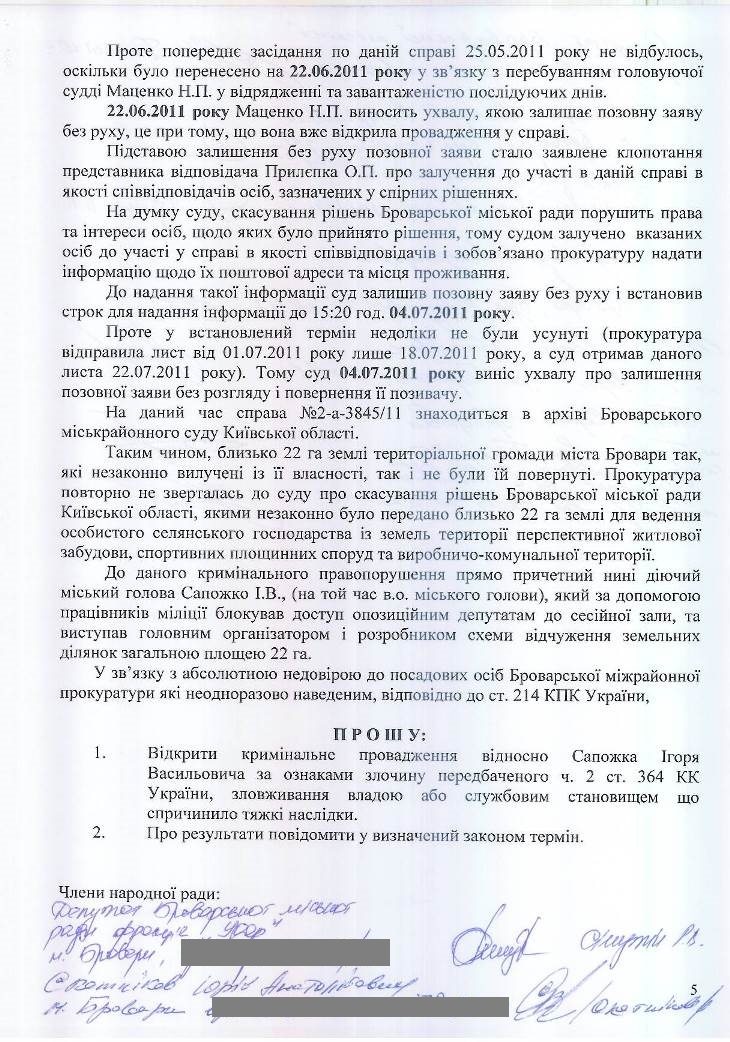 Проте попереднє засідання по даній справі 25.05.2011 року не відбулось,
оскільки було перенесено на 22.06.2011 року у зв’язку з перебуванням головуючої
судді Маценко Н.П. у відрядженні та завантаженістю послідуючих днів.
22.06.2011 року Маценко Н.П. виносить ухвалу, якою залишає позовну заяву
без руху, це при тому, що вона вже відкрила провадження у справі.
Підставою залишення без руху позовної заяви стало заявлене клопотання
представника відповідача Прилєпка О.П. про залучення до участі в даній справі в
якості співвідповідачів осіб, зазначених у спірних рішеннях.
На думку суду, скасування рішень Броварської міської ради порушить права
та інтереси осіб, щодо яких було прийнято рішення, тому судом залучено вказаних
осіб до участі у справі в якості співвідповідачів і зобов’язано прокуратуру надати
інформацію щодо їх поштової адреси та місця проживання.
До надання такої інформації суд залишив позовну заяву без руху і встановив
строк для надання інформації до 15:20 год. 04.07.2011 року.
Проте у встановлений термін недоліки не були усунуті (прокуратура
відправила лист від 01.07.2011 року лише 18.07.2011 року, а суд отримав даного
листа 22.07.2011 року). Тому суд 04.07.2011 року виніс ухвалу про залишення
позовної заяви без розгляду і повернення її позивачу.
На даний час справа №2-а-3845/11 знаходиться в архіві Броварського
міськрайонного суду Київської області.
Таким чином, близько 22 га землі територіальної громади міста Бровари так,
які незаконно вилучені із її власності, так і не були їй повернуті. Прокуратура
повторно не зверталась до суду про скасування рішень Броварської міської ради
Київської області, якими незаконно було передано близько 22 га землі для ведення
особистого селянського господарства із земель території перспективної житлової
забудови, спортивних площинних споруд та виробничо-комунальної території.
До даного кримінального правопорушення прямо причетний нині діючий
міський голова Сапожко І.В., (на той час в.о. міського голови), який за допомогою
працівників міліції блокував доступ опозиційним депутатам до сесійної зали, та
виступав головним організатором і розробником схеми відчуження земельних
ділянок загальною площею 22 га.
У зв’язку з абсолютною недовірою до посадових осіб Броварської міжрайонної
прокуратури які неодноразово наведеним, відповідно до ст. 214 КПК України,
П Р О Ш У:
1. Відкрити кримінальне провадження відносно Сапожка Ігоря
Васильовича за ознаками злочину передбаченого ч. 2 ст. 364 КК
України, зловживання владою або службовим становищем що
спричинило тяжкі наслідки.
2. Про результати повідомити у визначений законом термін.
Члени народної ради:
Депутат Броварської міської
ради
м. Бровари,
Юрій Анатолійович
м. Бровари
5